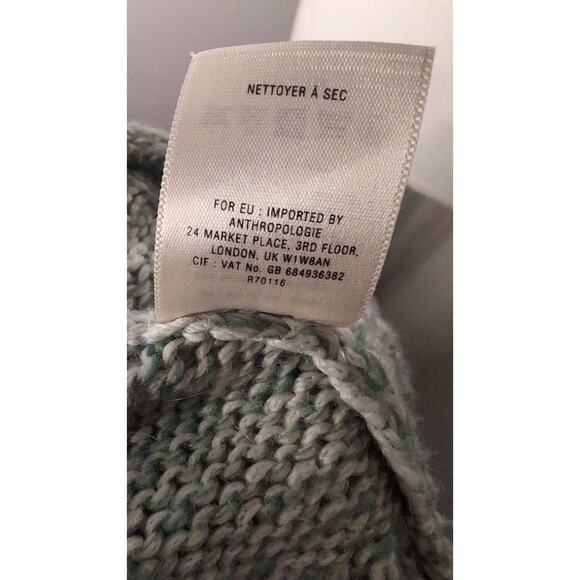 NETTOYER À SEC
FOR EU : IMPORTED BY
ANTHROPOLOGIE
24 MARKET PLACE, 3RD FLOOR,
LONDON, UK W1W8AN
CIF : VAT No. GB 684936382
R70116